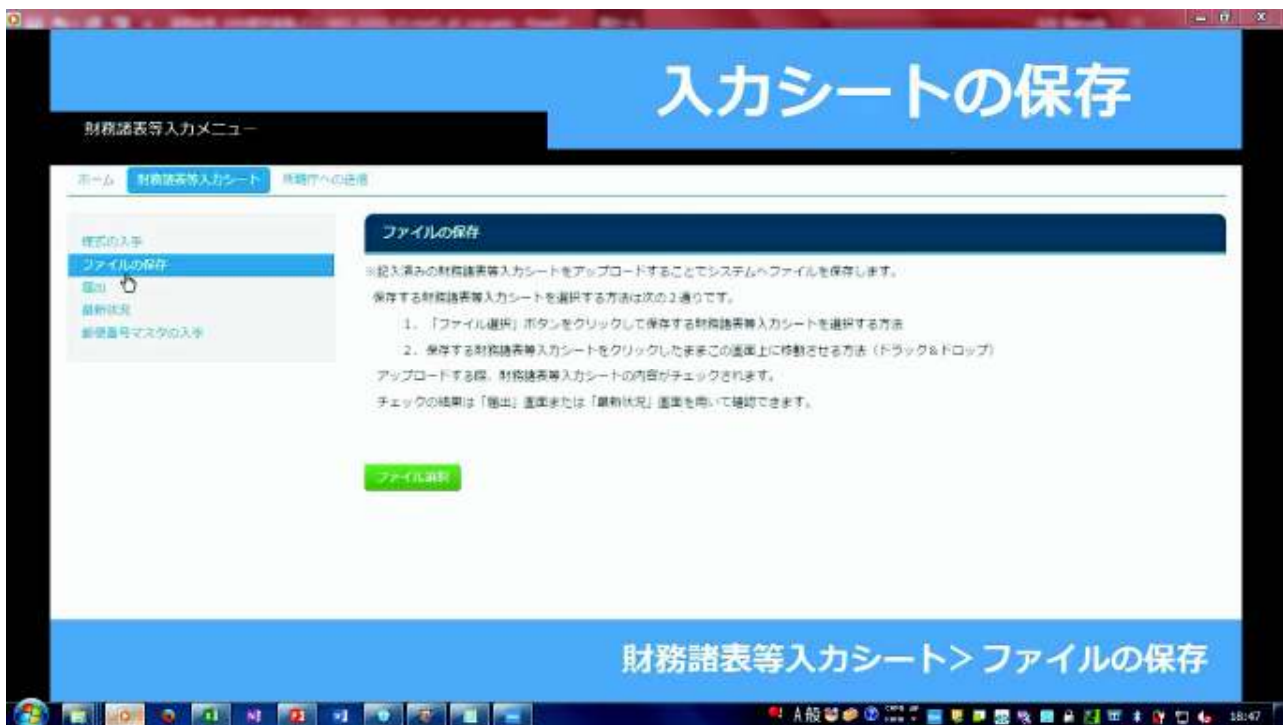 入力シートの保存
財務諸表等入力メニュー
ホーム 財務諸表等入力シート 所轄庁への送信
様式の入手
ファイルの保存
届出
最新状況
郵便番号マスタの入手
ファイルの保存
※記入済みの財務諸表等入力シートをアップロードすることでシステムへファイルを保存します。
保存する財務諸表等入力シートを選択する方法は次の2通りです。
1. 「ファイル選択」ボタンをクリックして保存する財務諸表等入力シートを選択する方法
2. 保存する財務諸表等入力シートをクリックしたままこの画面上に移動させる方法(ドラック&ドロップ)
アップロードする際、財務諸表等入力シートの内容がチェックされます。
チェックの結果は「届出」画面または「最新状況」画面を用いて確認できます。
ファイル選択
財務諸表等入力シート>ファイルの保存
A 般
18:47